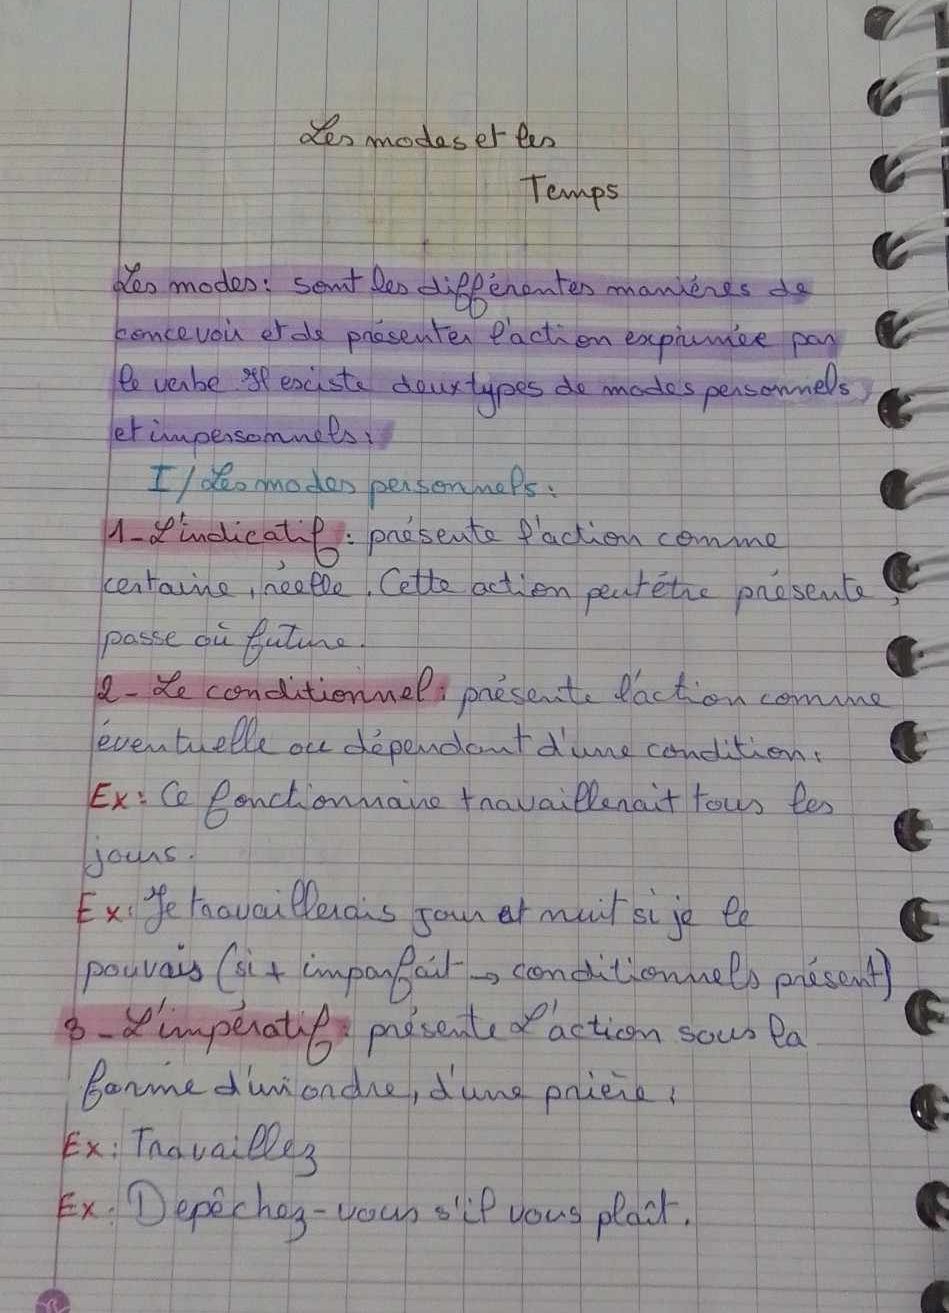 Les modes et les
Temps
Les modes: sont les différentes manières de
concevoir et de présenter l'action exprimée par
le verbe Il existe deux types de modes personnels
et impersonnels:
I/ Les modes personnels:
1- L'indicatif: présente l'action comme
certaine, réelle. Cette action peut être présente,
passe où future.
2- Le conditionnel: présente l'action comme
éventuelle ou dépendant d'une condition.
Ex: Ce fonctionnaire travaillerait tous les
jours.
Ex: Je travaillerais jour et nuit si je le
pouvais (si + imparfait → conditionnels présent)
3- L'impératif: présente l'action sous la
forme d'un ordre, d'une prière:
Ex: Travaillez
Ex: Depêchez-vous s'il vous plaît.